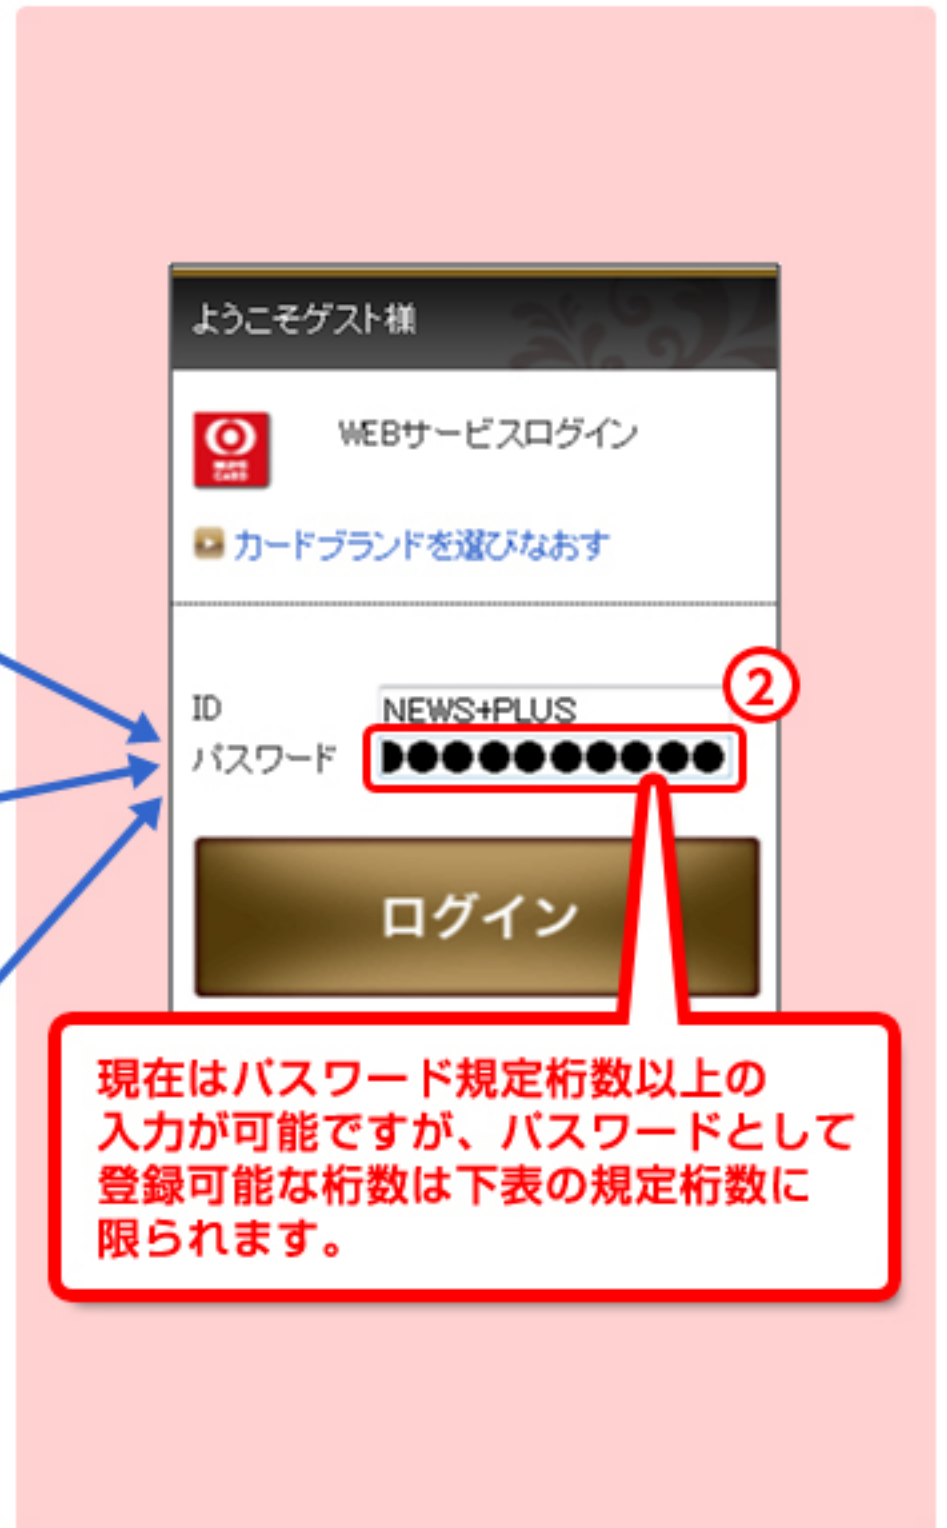 ようこそゲスト様
WEBサービスログイン
カードブランドを選びなおす
②
ID NEWS+PLUS
パスワード
ログイン
現在はパスワード規定桁数以上の
入力が可能ですが、パスワードとして
登録可能な桁数は下表の規定桁数に
限られます。